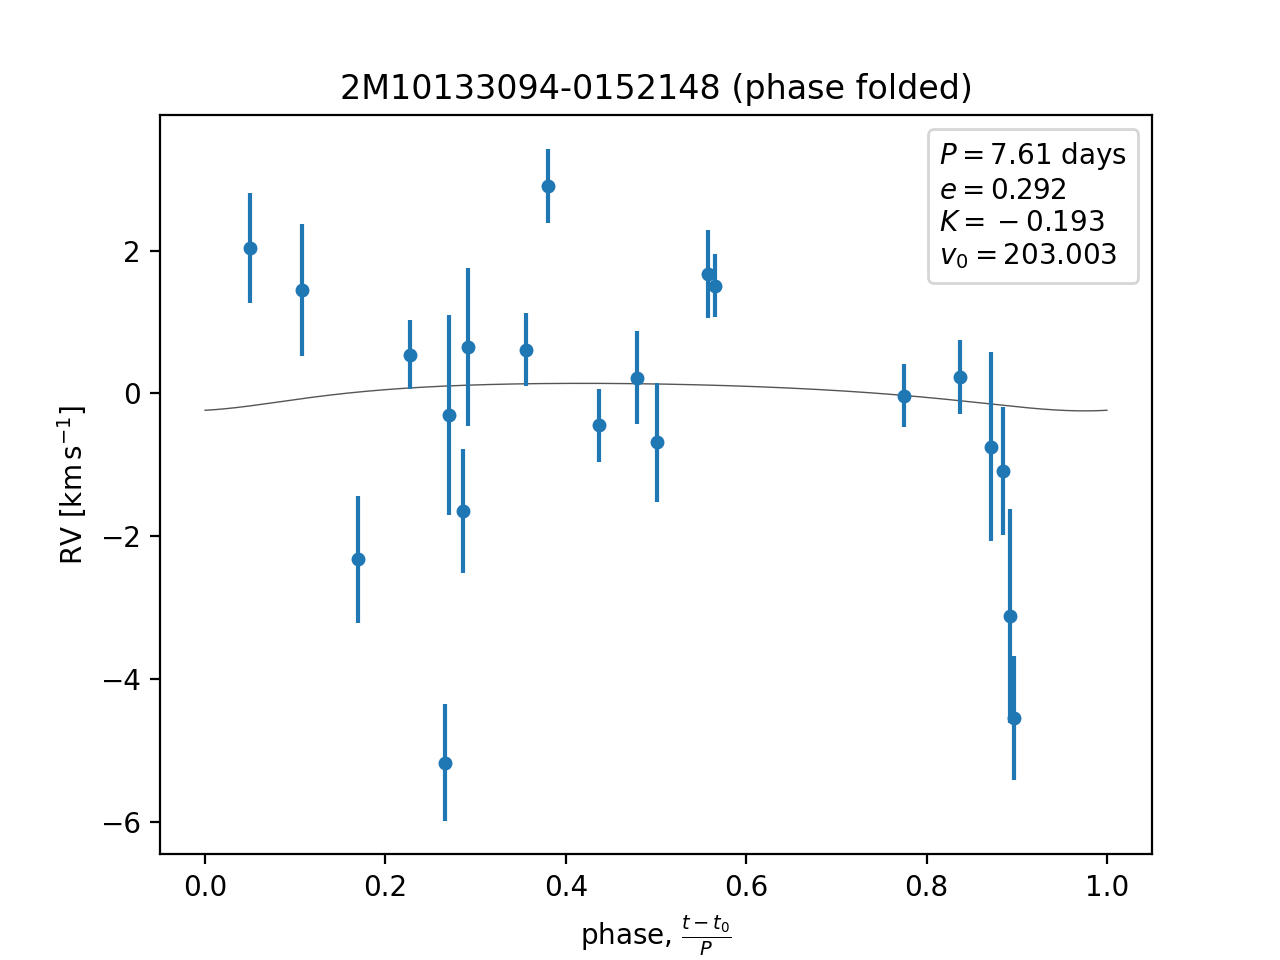 2M10133094-0152148 (phase folded)
P = 7.61 days
e = 0.292
K = −0.193
v₀ = 203.003
2
0
−2
−4
−6
RV [km s⁻¹]
0.0 0.2 0.4 0.6 0.8 1.0
phase, (t − t₀)/P